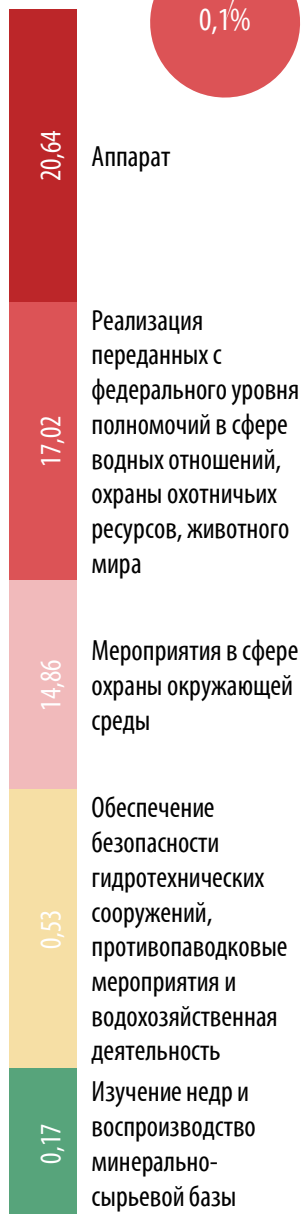 0,1%
20,64
Аппарат
17,02
Реализация
переданных с
федерального уровня
полномочий в сфере
водных отношений,
охраны охотничьих
ресурсов, животного
мира
14,86
Мероприятия в сфере
охраны окружающей
среды
0,53
Обеспечение
безопасности
гидротехнических
сооружений,
противопаводковые
мероприятия и
водохозяйственная
деятельность
0,17
Изучение недр и
воспроизводство
минерально-
сырьевой базы